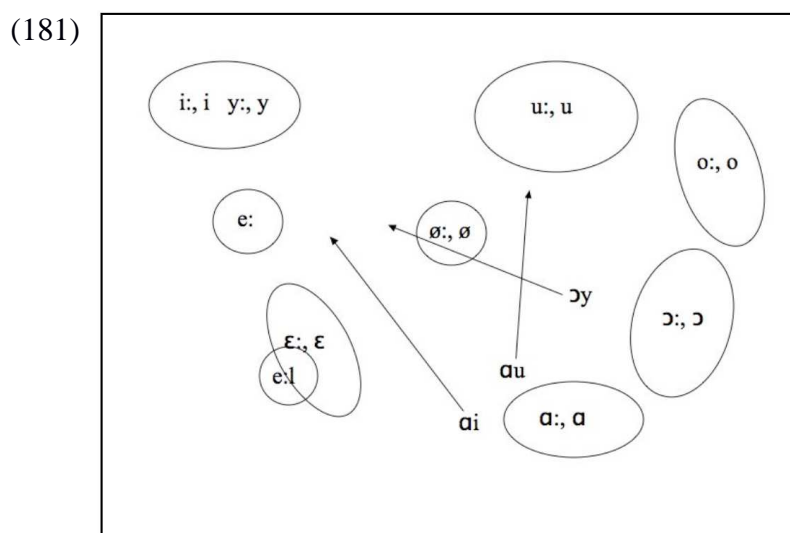 (181)
i:, i y:, y
u:, u
o:, o
e:
ø:, ø
ɔy
ɔ:, ɔ
ɛ:, ɛ
e:l
ɑu
ɑi
ɑ:, ɑ